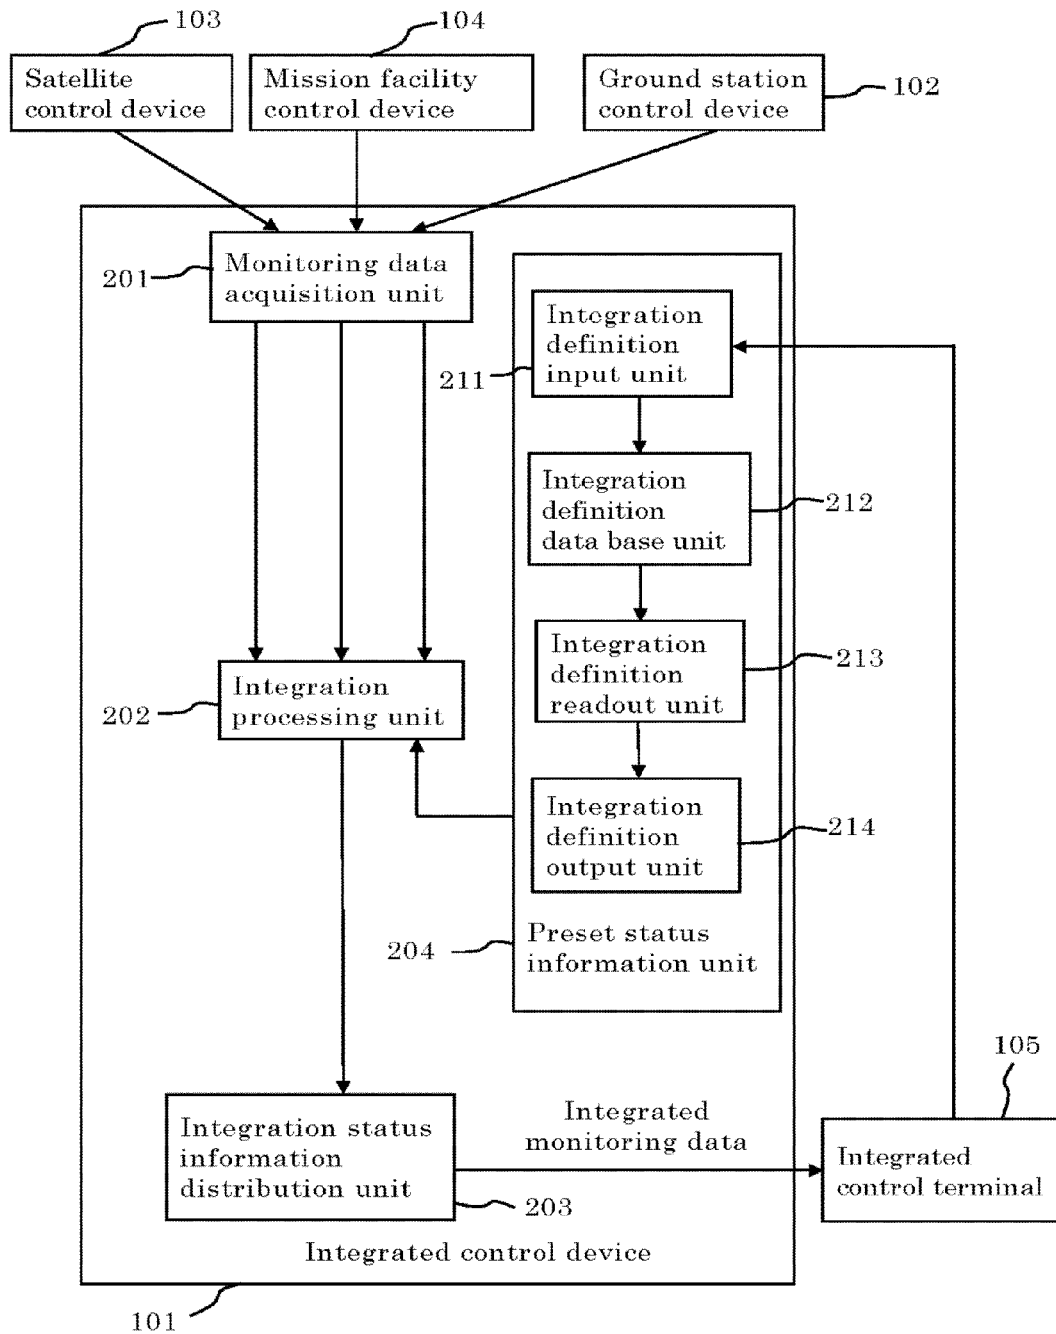 103
104
Satellite
control device
Mission facility
control device
Ground station
control device
102
201
Monitoring data
acquisition unit
Integration
definition
input unit
211
Integration
definition
data base unit
212
Integration
definition
readout unit
213
202
Integration
processing unit
Integration
definition
output unit
214
204
Preset status
information unit
105
Integration status
information
distribution unit
203
Integrated
monitoring data
Integrated
control terminal
Integrated control device
101